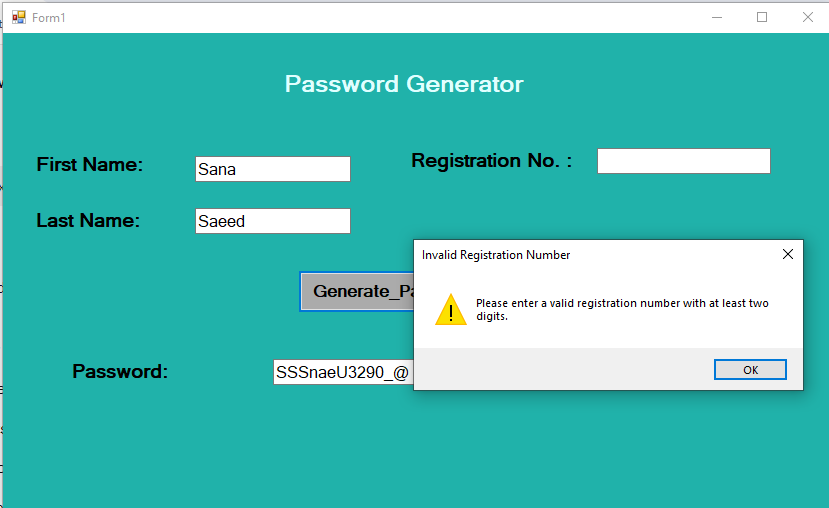 Form1
Password Generator
First Name:
Sana
Registration No. :
Last Name:
Saeed
Invalid Registration Number
Please enter a valid registration number with at least two
digits.
OK
Generate_Pa
Password:
SSSnaeU3290_@